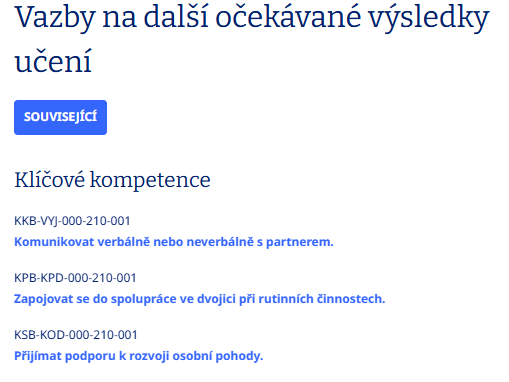 Vazby na další očekávané výsledky
učení
SOUVISEJÍCÍ
Klíčové kompetence
KKB-VYJ-000-210-001
Komunikovat verbálně nebo neverbálně s partnerem.
KPB-KPD-000-210-001
Zapojovat se do spolupráce ve dvojici při rutinních činnostech.
KSB-KOD-000-210-001
Přijímat podporu k rozvoji osobní pohody.